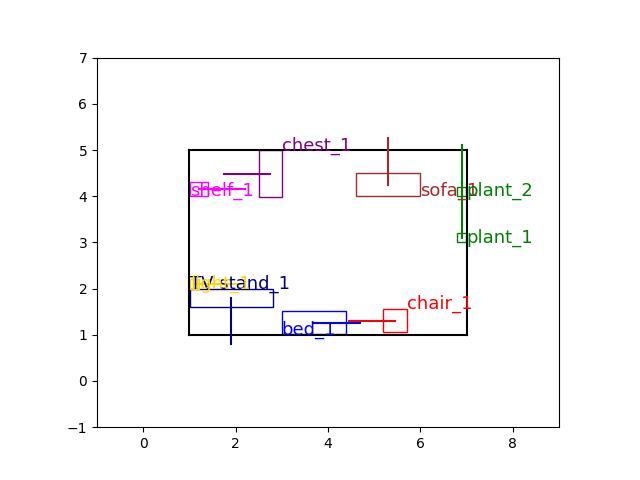 7
6
chest_1
5
shelf_1
sofa_1
plant_2
4
plant_1
3
TV_stand_1
2
chair_1
bed_1
1
0
-1
0 2 4 6 8